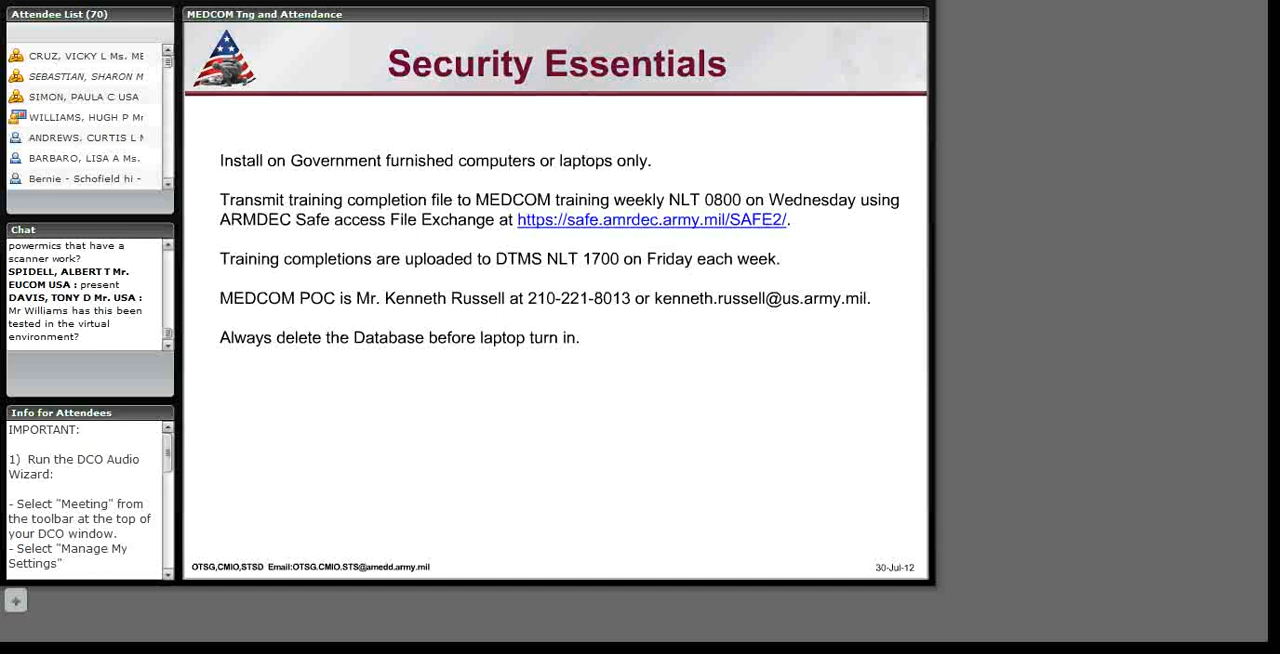 Attendee List (70)
CRUZ, VICKY L Ms. ME
SEBASTIAN, SHARON M
SIMON, PAULA C USA
WILLIAMS, HUGH P Mr
ANDREWS, CURTIS L
BARBARO, LISA A Ms.
Bernie - Schofield hi -
Chat
powermics that have a
scanner work?
SPIDELL, ALBERT T Mr.
EUCOM USA : present
DAVIS, TONY D Mr. USA :
Mr Williams has this been
tested in the virtual
environment?
Info for Attendees
IMPORTANT:
1) Run the DCO Audio
Wizard:
- Select "Meeting" from
the toolbar at the top of
your DCO window.
- Select "Manage My
Settings"
MEDCOM Tng and Attendance
Security Essentials
Install on Government furnished computers or laptops only.
Transmit training completion file to MEDCOM training weekly NLT 0800 on Wednesday using
ARMDEC Safe access File Exchange at https://safe.amrdec.army.mil/SAFE2/.
Training completions are uploaded to DTMS NLT 1700 on Friday each week.
MEDCOM POC is Mr. Kenneth Russell at 210-221-8013 or kenneth.russell@us.army.mil.
Always delete the Database before laptop turn in.
OTSG,CMIO,STSD Email:OTSG.CMIO.STS@amedd.army.mil
30-Jul-12